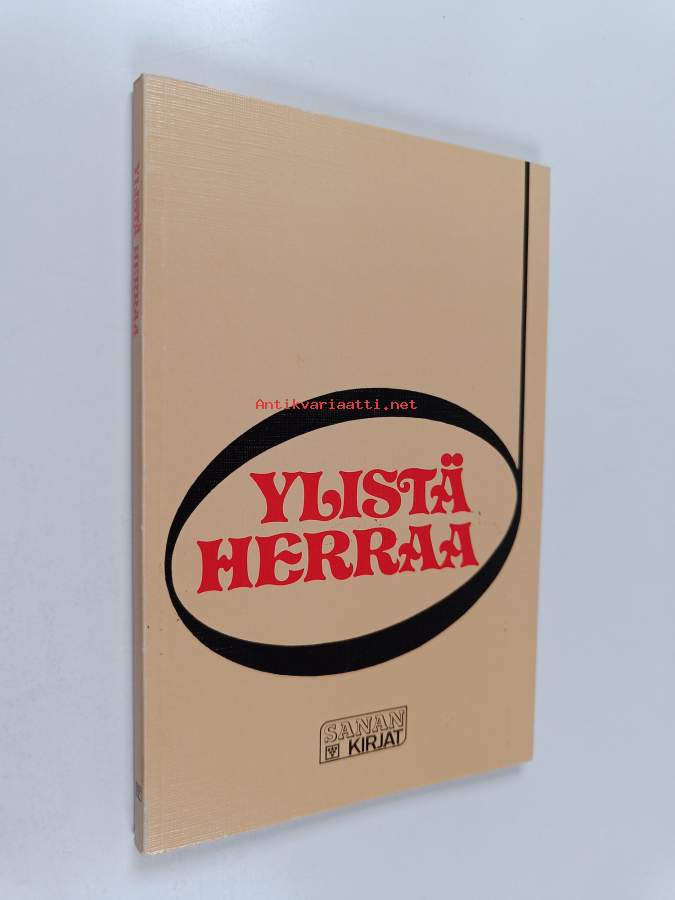 YLISTÄ HERRAA
Antikvariaatti.net
YLISTÄ
HERRAA
SANAN
KIRJAT